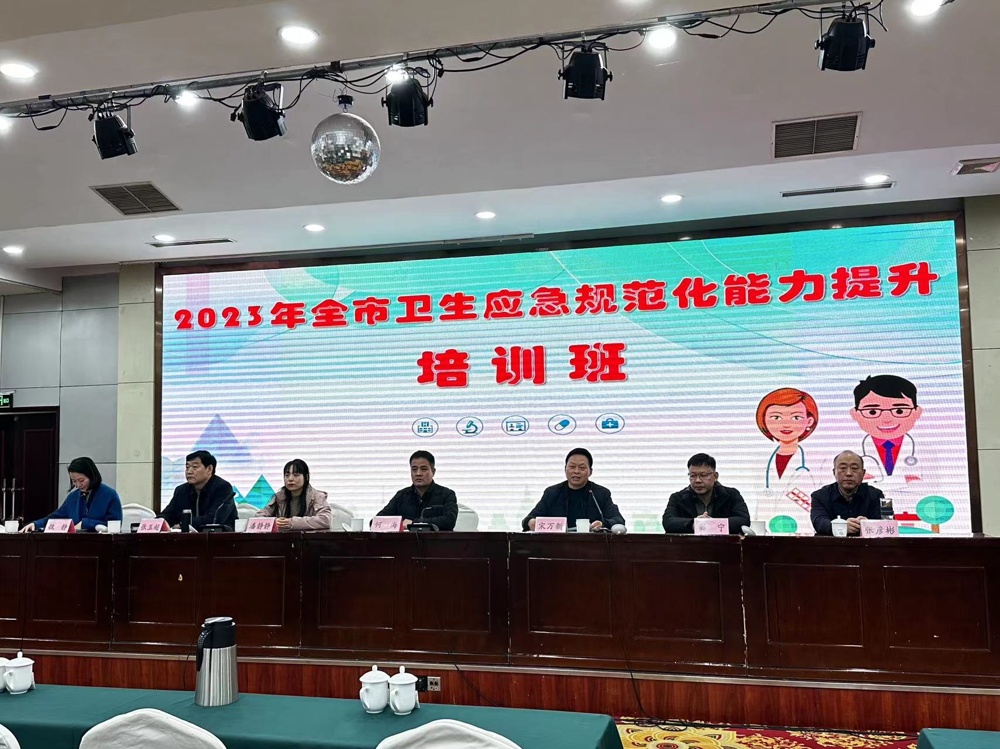 2023年全市卫生应急规范化能力提升
培训班
H
魏 静
张玉超
潘静静
何 海
宋万新
宁
张彦彬